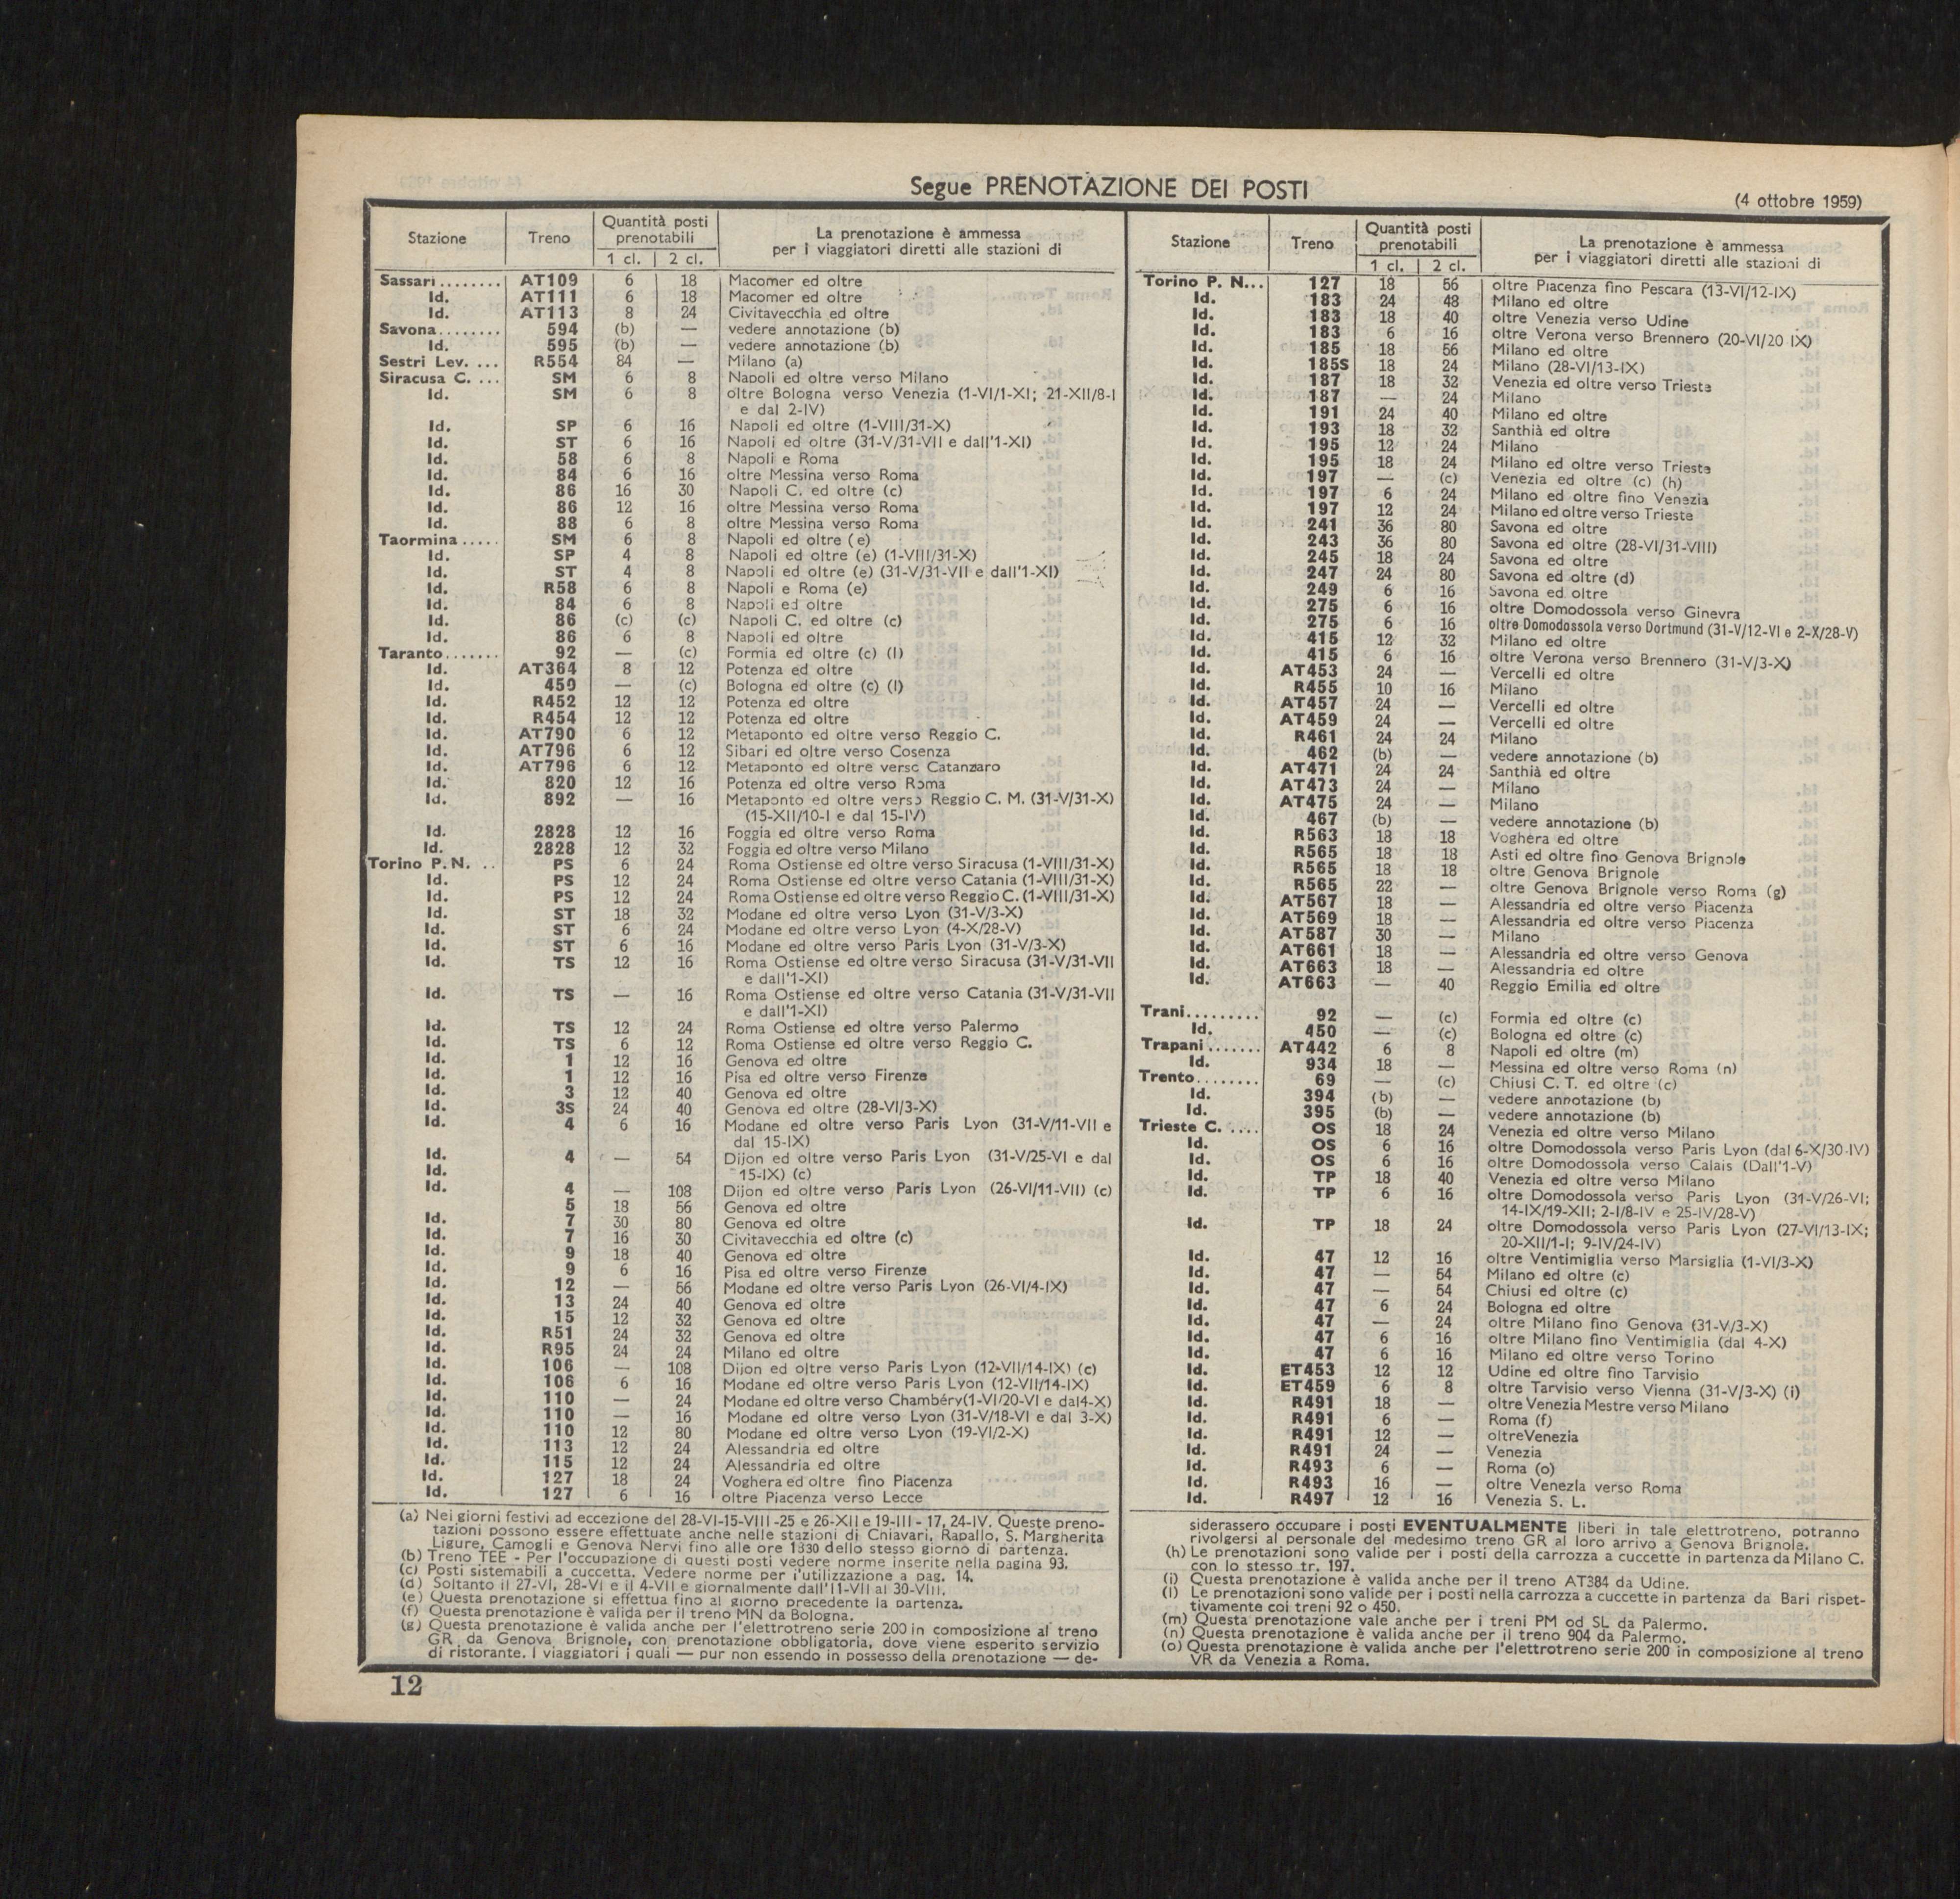 Segue PRENOTAZIONE DEI POSTI
(4 ottobre 1959)
Stazione Treno Quantità posti prenotabili La prenotazione è ammessa per i viaggiatori diretti alle stazioni di
1 cl. 2 cl.
Sassari ........ AT109 6 18 Macomer ed oltre
Id. AT111 6 18 Macomer ed oltre
Id. AT113 8 24 Civitavecchia ed oltre
Savona ........ 594 (b) — vedere annotazione (b)
Id. 595 (b) — vedere annotazione (b)
Sestri Lev. ... R554 84 — Milano (a)
Siracusa C. ... SM 6 8 Napoli ed oltre verso Milano
Id. SM 6 8 oltre Bologna verso Venezia (1-VI/1-XI; 21-XII/8-I
e dal 2-IV)
Id. SP 6 16 Napoli ed oltre (1-VIII/31-X)
Id. ST 6 16 Napoli ed oltre (31-V/31-VII e dall'1-XI)
Id. 58 6 8 Napoli e Roma
Id. 84 6 16 oltre Messina verso Roma
Id. 86 16 30 Napoli C. ed oltre (c)
Id. 86 12 16 oltre Messina verso Roma
Id. 88 6 8 oltre Messina verso Roma
Taormina ..... SM 6 8 Napoli ed oltre (e)
Id. SP 4 8 Napoli ed oltre (e) (1-VIII/31-X)
Id. ST 4 8 Napoli ed oltre (e) (31-V/31-VII e dall'1-XI)
Id. R58 6 8 Napoli e Roma (e)
Id. 84 6 8 Napoli ed oltre
Id. 86 (c) (c) Napoli C. ed oltre (c)
Id. 86 6 8 Napoli ed oltre
Taranto ....... 92 — (c) Formia ed oltre (c) (l)
Id. AT364 8 12 Potenza ed oltre
Id. 450 — (c) Bologna ed oltre (c) (l)
Id. R452 12 12 Potenza ed oltre
Id. R454 12 12 Potenza ed oltre
Id. AT790 6 12 Metaponto ed oltre verso Reggio C.
Id. AT796 6 12 Sibari ed oltre verso Cosenza
Id. AT796 6 12 Metaponto ed oltre verso Catanzaro
Id. 820 12 16 Potenza ed oltre verso Roma
Id. 892 — 16 Metaponto ed oltre verso Reggio C. M. (31-V/31-X)
(15-XII/10-I e dal 15-IV)
Id. 2828 12 16 Foggia ed oltre verso Roma
Id. 2828 12 32 Foggia ed oltre verso Milano
Torino P. N. .. PS 6 24 Roma Ostiense ed oltre verso Siracusa (1-VIII/31-X)
Id. PS 12 24 Roma Ostiense ed oltre verso Catania (1-VIII/31-X)
Id. PS 12 24 Roma Ostiense ed oltre verso Reggio C. (1-VIII/31-X)
Id. ST 18 32 Modane ed oltre verso Lyon (31-V/3-X)
Id. ST 6 24 Modane ed oltre verso Lyon (4-X/28-V)
Id. ST 6 16 Modane ed oltre verso Paris Lyon (31-V/3-X)
Id. TS 12 16 Roma Ostiense ed oltre verso Siracusa (31-V/31-VII
e dall'1-XI)
Id. TS — 16 Roma Ostiense ed oltre verso Catania (31-V/31-VII
e dall'1-XI)
Id. TS 12 24 Roma Ostiense ed oltre verso Palermo
Id. TS 6 12 Roma Ostiense ed oltre verso Reggio C.
Id. 1 12 16 Genova ed oltre
Id. 1 12 16 Pisa ed oltre verso Firenze
Id. 3 12 40 Genova ed oltre
Id. 3S 24 40 Genova ed oltre (28-VI/3-X)
Id. 4 6 16 Modane ed oltre verso Paris Lyon (31-V/11-VII e
dal 15-IX)
Id. 4 — 54 Dijon ed oltre verso Paris Lyon (31-V/25-VI e dal
Id. 15-IX) (c)
Id. 4 — 108 Dijon ed oltre verso Paris Lyon (26-VI/11-VII) (c)
5 18 56 Genova ed oltre
Id. 7 30 80 Genova ed oltre
Id. 7 16 30 Civitavecchia ed oltre (c)
Id. 9 18 40 Genova ed oltre
Id. 9 6 16 Pisa ed oltre verso Firenze
Id. 12 — 56 Modane ed oltre verso Paris Lyon (26-VI/4-IX)
Id. 13 24 40 Genova ed oltre
Id. 15 12 32 Genova ed oltre
Id. R51 24 32 Genova ed oltre
Id. R95 24 24 Milano ed oltre
Id. 106 — 108 Dijon ed oltre verso Paris Lyon (12-VII/14-IX) (c)
Id. 106 6 16 Modane ed oltre verso Paris Lyon (12-VII/14-IX)
Id. 110 — 24 Modane ed oltre verso Chambéry (1-VI/20-VI e dal 4-X)
Id. 110 — 16 Modane ed oltre verso Lyon (31-V/18-VI e dal 3-X)
Id. 110 12 80 Modane ed oltre verso Lyon (19-VI/2-X)
Id. 113 12 24 Alessandria ed oltre
Id. 115 12 24 Alessandria ed oltre
Id. 127 18 24 Voghera ed oltre fino Piacenza
Id. 127 6 16 oltre Piacenza verso Lecce
(a) Nei giorni festivi ad eccezione del 28-VI-15-VIII-25 e 26-XII e 19-III - 17, 24-IV. Queste preno-
tazioni possono essere effettuate anche nelle stazioni di Chiavari, Rapallo, S. Margherita
Ligure, Camogli e Genova Nervi fino alle ore 1330 dello stesso giorno di partenza.
(b) Treno TEE - Per l'occupazione di questi posti vedere norme inserite nella pagina 93.
(c) Posti sistemabili a cuccetta. Vedere norme per l'utilizzazione a pag. 14.
(d) Soltanto il 27-VI, 28-VI e il 4-VII e giornalmente dall'11-VII al 30-VIII.
(e) Questa prenotazione si effettua fino al giorno precedente la partenza.
(f) Questa prenotazione è valida per il treno MN da Bologna.
(g) Questa prenotazione è valida anche per l'elettrotreno serie 200 in composizione al treno
GR da Genova Brignole, con prenotazione obbligatoria, dove viene esperito servizio
di ristorante. I viaggiatori i quali — pur non essendo in possesso della prenotazione — de-
12
Stazione Treno Quantità posti prenotabili La prenotazione è ammessa per i viaggiatori diretti alle stazioni di
1 cl. 2 cl.
Torino P. N... 127 18 56 oltre Piacenza fino Pescara (13-VI/12-IX)
Id. 183 24 48 Milano ed oltre
Id. 183 18 40 oltre Venezia verso Udine
Id. 183 6 16 oltre Verona verso Brennero (20-VI/20 IX)
Id. 185 18 56 Milano ed oltre
Id. 185S 18 24 Milano (28-VI/13-IX)
Id. 187 18 32 Venezia ed oltre verso Trieste
Id. 187 — 24 Milano
Id. 191 24 40 Milano ed oltre
Id. 193 18 32 Santhià ed oltre
Id. 195 12 24 Milano
Id. 195 18 24 Milano ed oltre verso Trieste
Id. 197 — (c) Venezia ed oltre (c) (h)
Id. 197 6 24 Milano ed oltre fino Venezia
Id. 197 12 24 Milano ed oltre verso Trieste
Id. 241 36 80 Savona ed oltre
Id. 243 36 80 Savona ed oltre (28-VI/31-VIII)
Id. 245 18 24 Savona ed oltre
Id. 247 24 80 Savona ed oltre (d)
Id. 249 6 16 Savona ed oltre
Id. 275 6 16 oltre Domodossola verso Ginevra
Id. 275 6 16 oltre Domodossola verso Dortmund (31-V/12-VI e 2-X/28-V)
Id. 415 12 32 Milano ed oltre
Id. 415 6 16 oltre Verona verso Brennero (31-V/3-X)
Id. AT453 24 — Vercelli ed oltre
Id. R455 10 16 Milano
Id. AT457 24 — Vercelli ed oltre
Id. AT459 24 — Vercelli ed oltre
Id. R461 24 24 Milano
Id. 462 (b) — vedere annotazione (b)
Id. AT471 24 24 Santhià ed oltre
Id. AT473 24 — Milano
Id. AT475 24 — Milano
Id. 467 (b) — vedere annotazione (b)
Id. R563 18 18 Voghera ed oltre
Id. R565 18 18 Asti ed oltre fino Genova Brignole
Id. R565 18 18 oltre Genova Brignole
Id. R565 22 — oltre Genova Brignole verso Roma (g)
Id. AT567 18 — Alessandria ed oltre verso Piacenza
Id. AT569 18 — Alessandria ed oltre verso Piacenza
Id. AT587 30 — Milano
Id. AT661 18 — Alessandria ed oltre verso Genova
Id. AT663 18 — Alessandria ed oltre
Id. AT663 — 40 Reggio Emilia ed oltre
Trani......... 92 — (c) Formia ed oltre (c)
Id. 450 — (c) Bologna ed oltre (c)
Trapani ....... AT442 6 8 Napoli ed oltre (m)
Id. 934 18 — Messina ed oltre verso Roma (n)
Trento ........ 69 — (c) Chiusi C. T. ed oltre (c)
Id. 394 (b) — vedere annotazione (b)
Id. 395 (b) — vedere annotazione (b)
Trieste C. .... OS 18 24 Venezia ed oltre verso Milano
Id. OS 6 16 oltre Domodossola verso Paris Lyon (dal 6-X/30-IV)
Id. OS 6 16 oltre Domodossola verso Calais (Dall'1-V)
Id. TP 18 40 Venezia ed oltre verso Milano
Id. TP 6 16 oltre Domodossola verso Paris Lyon (31-V/26-VI;
14-IX/19-XII; 2-I/8-IV e 25-IV/28-V)
Id. TP 18 24 oltre Domodossola verso Paris Lyon (27-VI/13-IX;
20-XII/1-I; 9-IV/24-IV)
Id. 47 12 16 oltre Ventimiglia verso Marsiglia (1-VI/3-X)
Id. 47 — 54 Milano ed oltre (c)
Id. 47 — 54 Chiusi ed oltre (c)
Id. 47 6 24 Bologna ed oltre
Id. 47 — 24 oltre Milano fino Genova (31-V/3-X)
Id. 47 6 16 oltre Milano fino Ventimiglia (dal 4-X)
Id. 47 6 16 Milano ed oltre verso Torino
Id. ET453 12 12 Udine ed oltre fino Tarvisio
Id. ET459 6 8 oltre Tarvisio verso Vienna (31-V/3-X) (i)
Id. R491 18 — oltre Venezia Mestre verso Milano
Id. R491 6 — Roma (f)
Id. R491 12 — oltre Venezia
Id. R491 24 — Venezia
Id. R493 6 — Roma (o)
Id. R493 16 — oltre Venezia verso Roma
Id. R497 12 16 Venezia S. L.
siderassero occupare i posti EVENTUALMENTE liberi in tale elettrotreno, potranno
rivolgersi al personale del medesimo treno GR al loro arrivo a Genova Brignole.
(h) Le prenotazioni sono valide per i posti della carrozza a cuccette in partenza da Milano C.
con lo stesso tr. 197.
(i) Questa prenotazione è valida anche per il treno AT384 da Udine.
(l) Le prenotazioni sono valide per i posti nella carrozza a cuccette in partenza da Bari rispet-
tivamente coi treni 92 o 450.
(m) Questa prenotazione vale anche per i treni PM od SL da Palermo.
(n) Questa prenotazione è valida anche per il treno 904 da Palermo.
(o) Questa prenotazione è valida anche per l'elettrotreno serie 200 in composizione al treno
VR da Venezia a Roma.